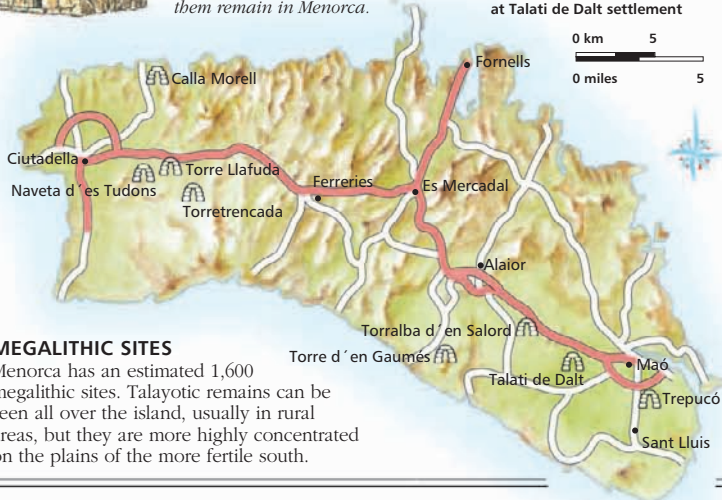 them remain in Menorca.
at Talati de Dalt settlement
0 km 5
0 miles 5
Fornells
Calla Morell
Ciutadella
Torre Llafuda
Naveta d´es Tudons
Torretrencada
Ferreries
Es Mercadal
Alaior
Torralba d´en Salord
Torre d´en Gaumés
Talati de Dalt
Maó
Trepucó
Sant Lluis
MEGALITHIC SITES
Menorca has an estimated 1,600
megalithic sites. Talayotic remains can be
seen all over the island, usually in rural
areas, but they are more highly concentrated
on the plains of the more fertile south.